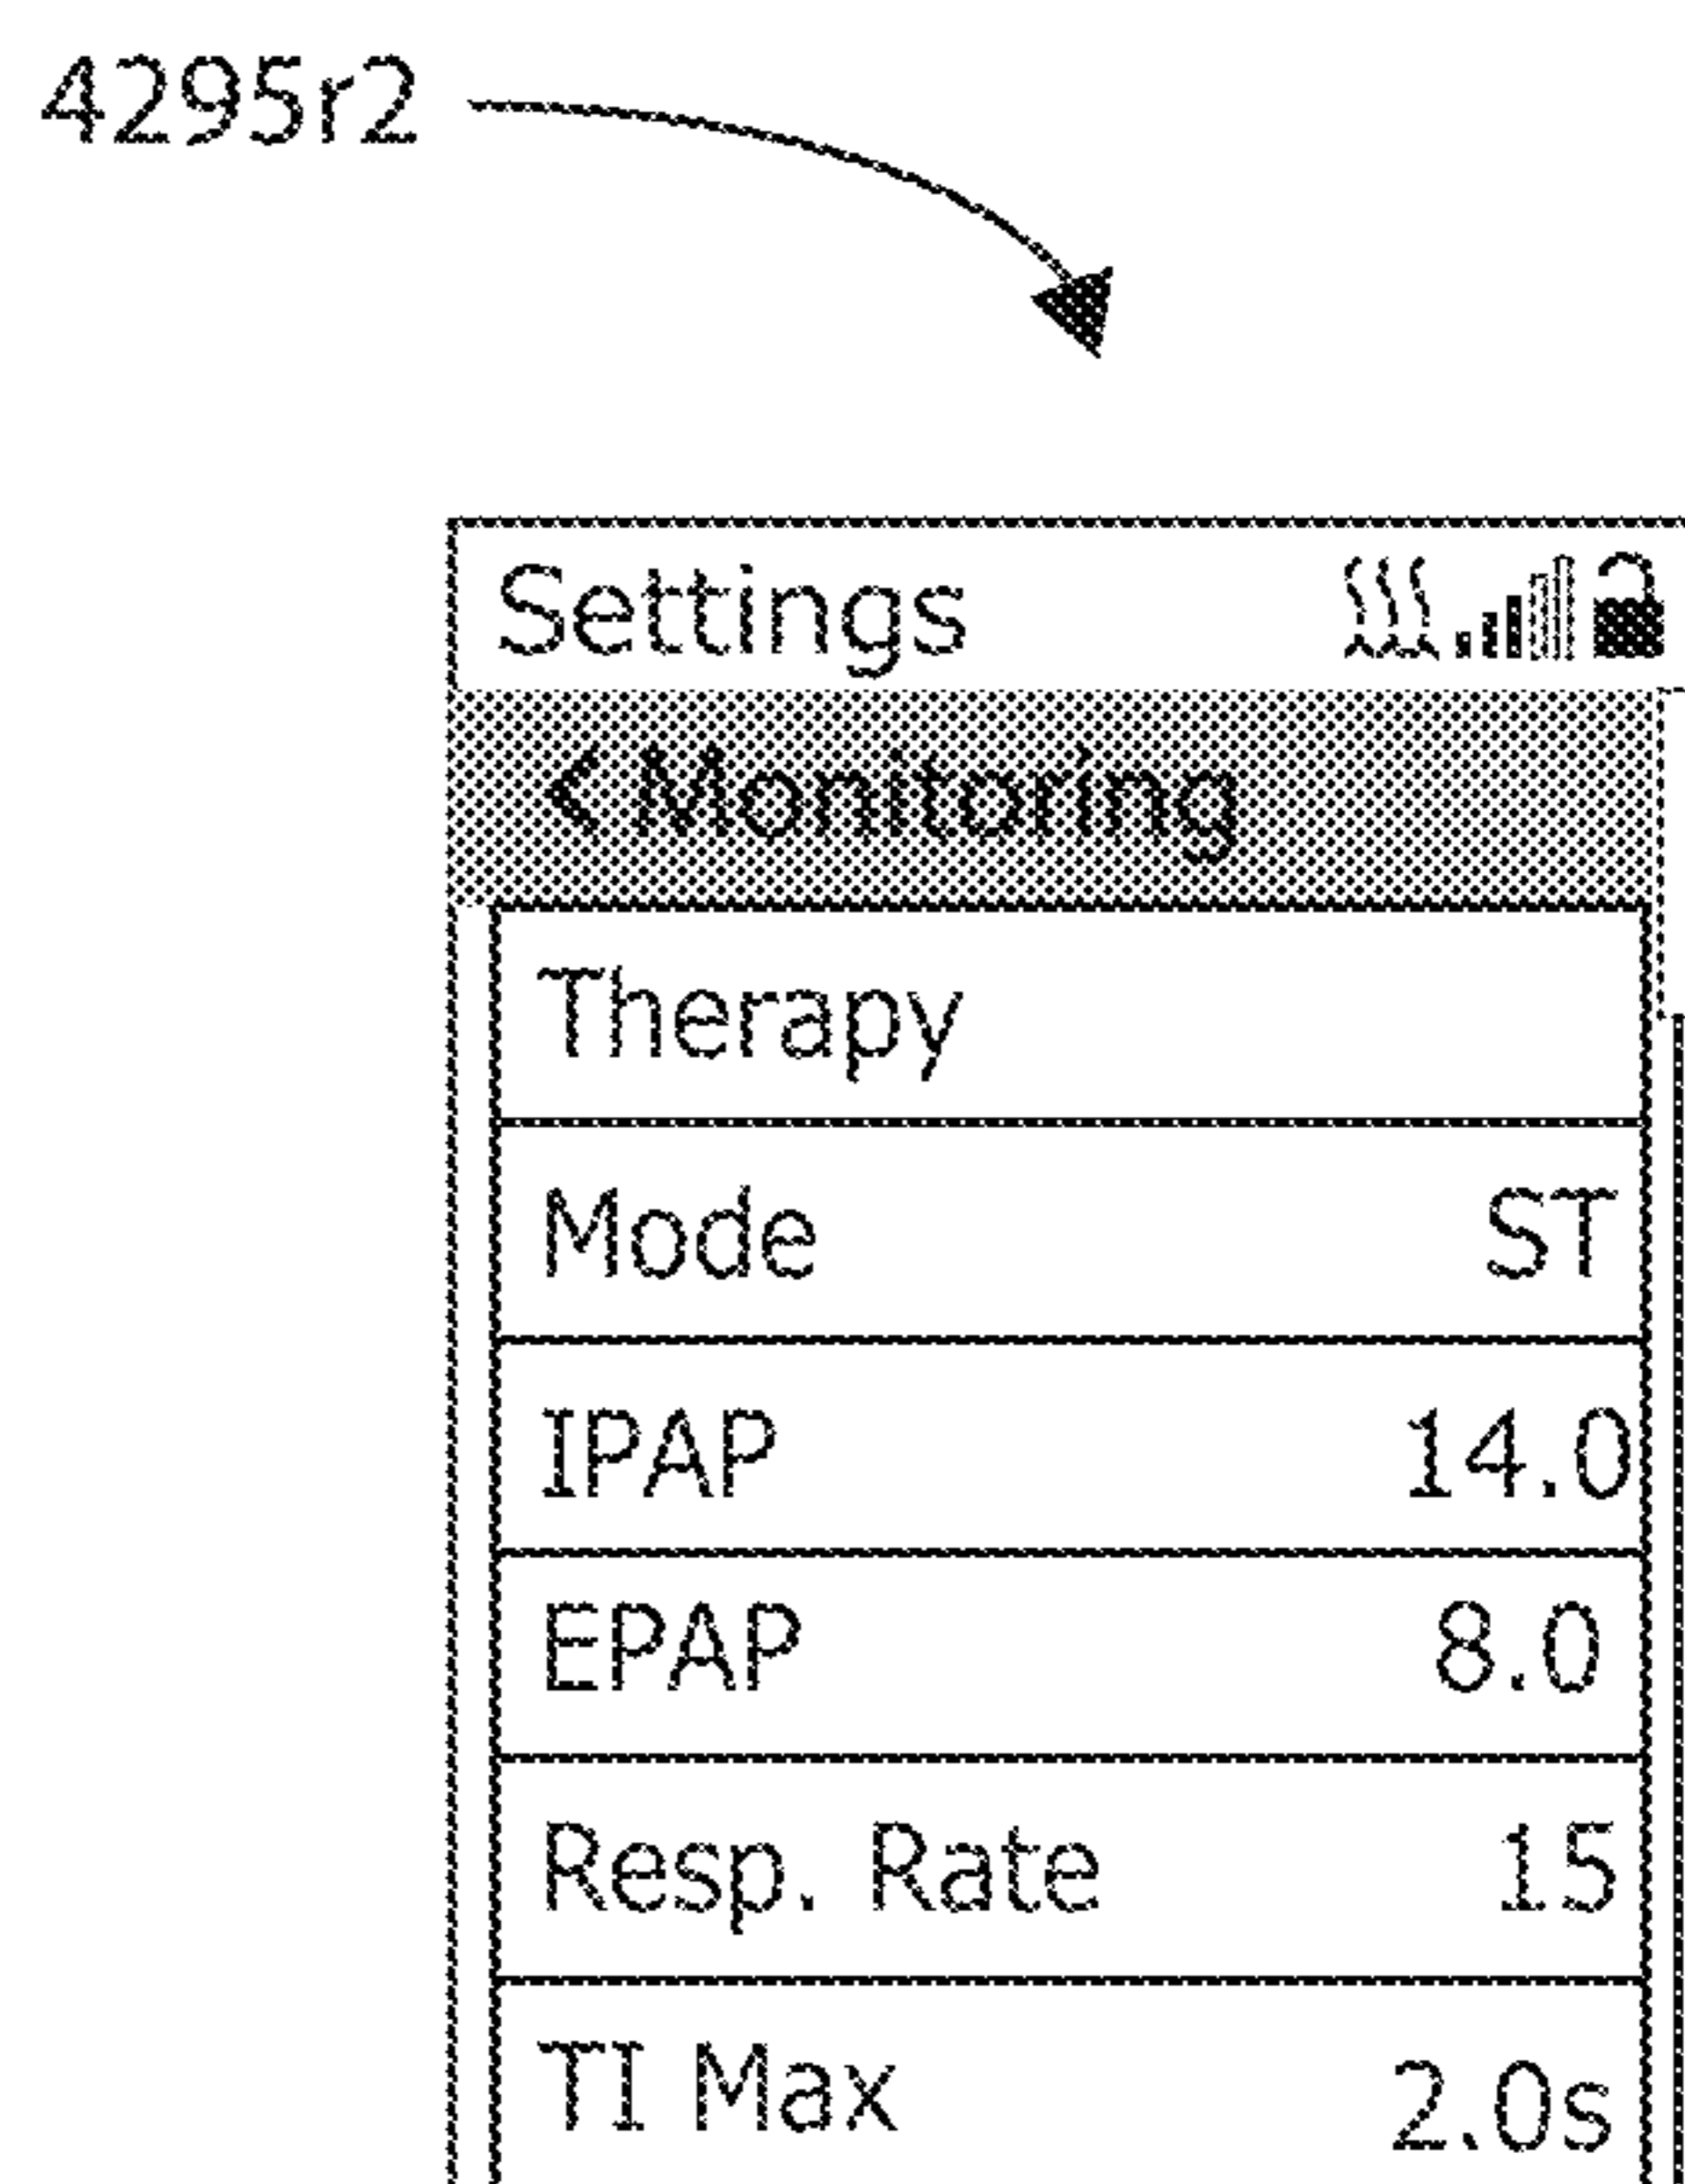 4295r2
Settings
< Monitoring
Therapy
Mode ST
IPAP 14.0
EPAP 8.0
Resp. Rate 15
TI Max 2.0s